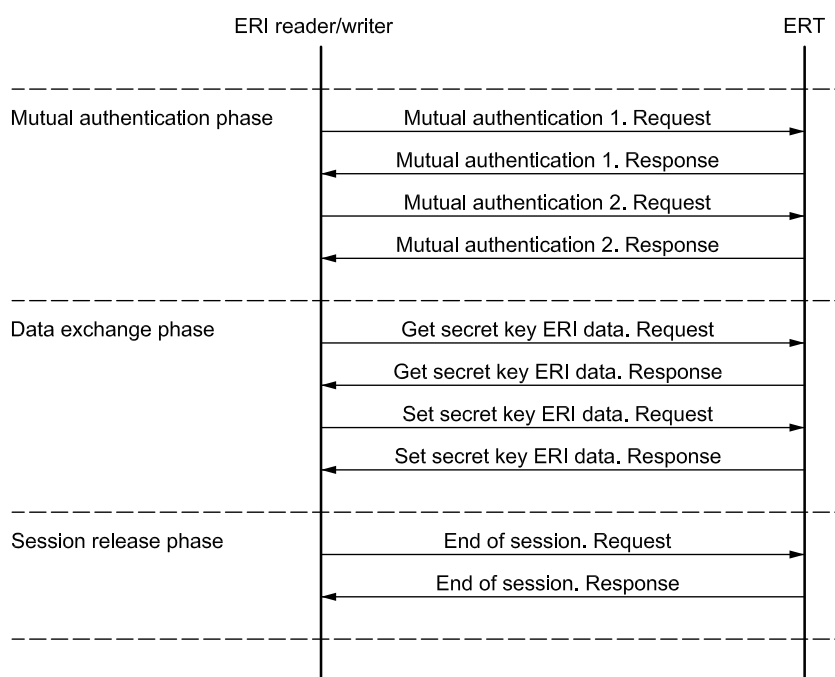 ERI reader/writer ERT
Mutual authentication phase
Mutual authentication 1. Request
Mutual authentication 1. Response
Mutual authentication 2. Request
Mutual authentication 2. Response
Data exchange phase
Get secret key ERI data. Request
Get secret key ERI data. Response
Set secret key ERI data. Request
Set secret key ERI data. Response
Session release phase
End of session. Request
End of session. Response